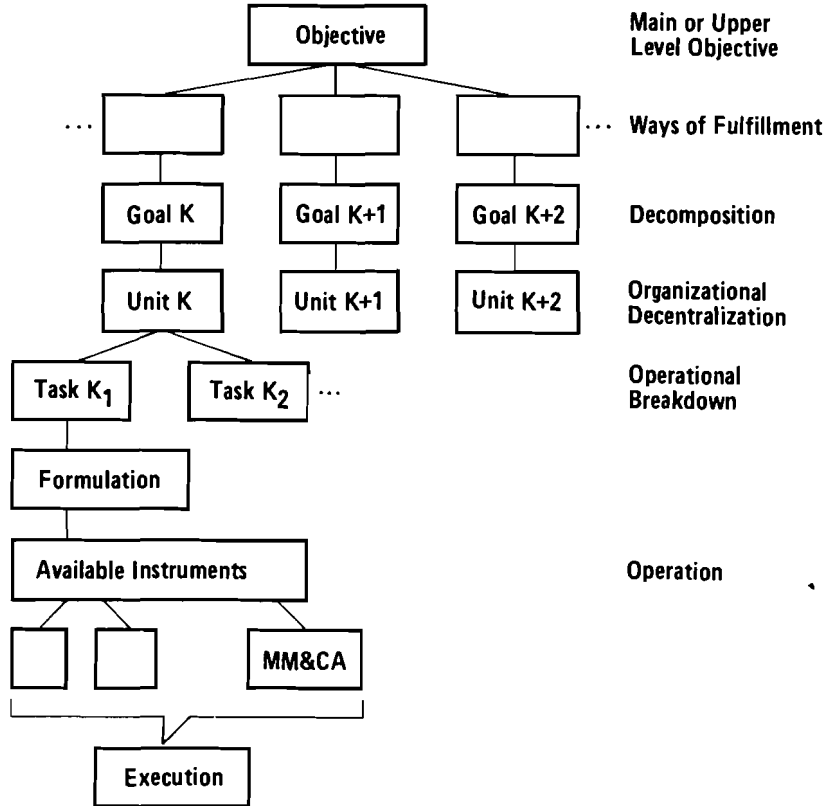 Objective
Main or Upper
Level Objective
... ... Ways of Fulfillment
Goal K Goal K+1 Goal K+2 Decomposition
Unit K Unit K+1 Unit K+2 Organizational
Decentralization
Task K1 Task K2 ... Operational
Breakdown
Formulation
Available Instruments Operation
MM&CA
Execution